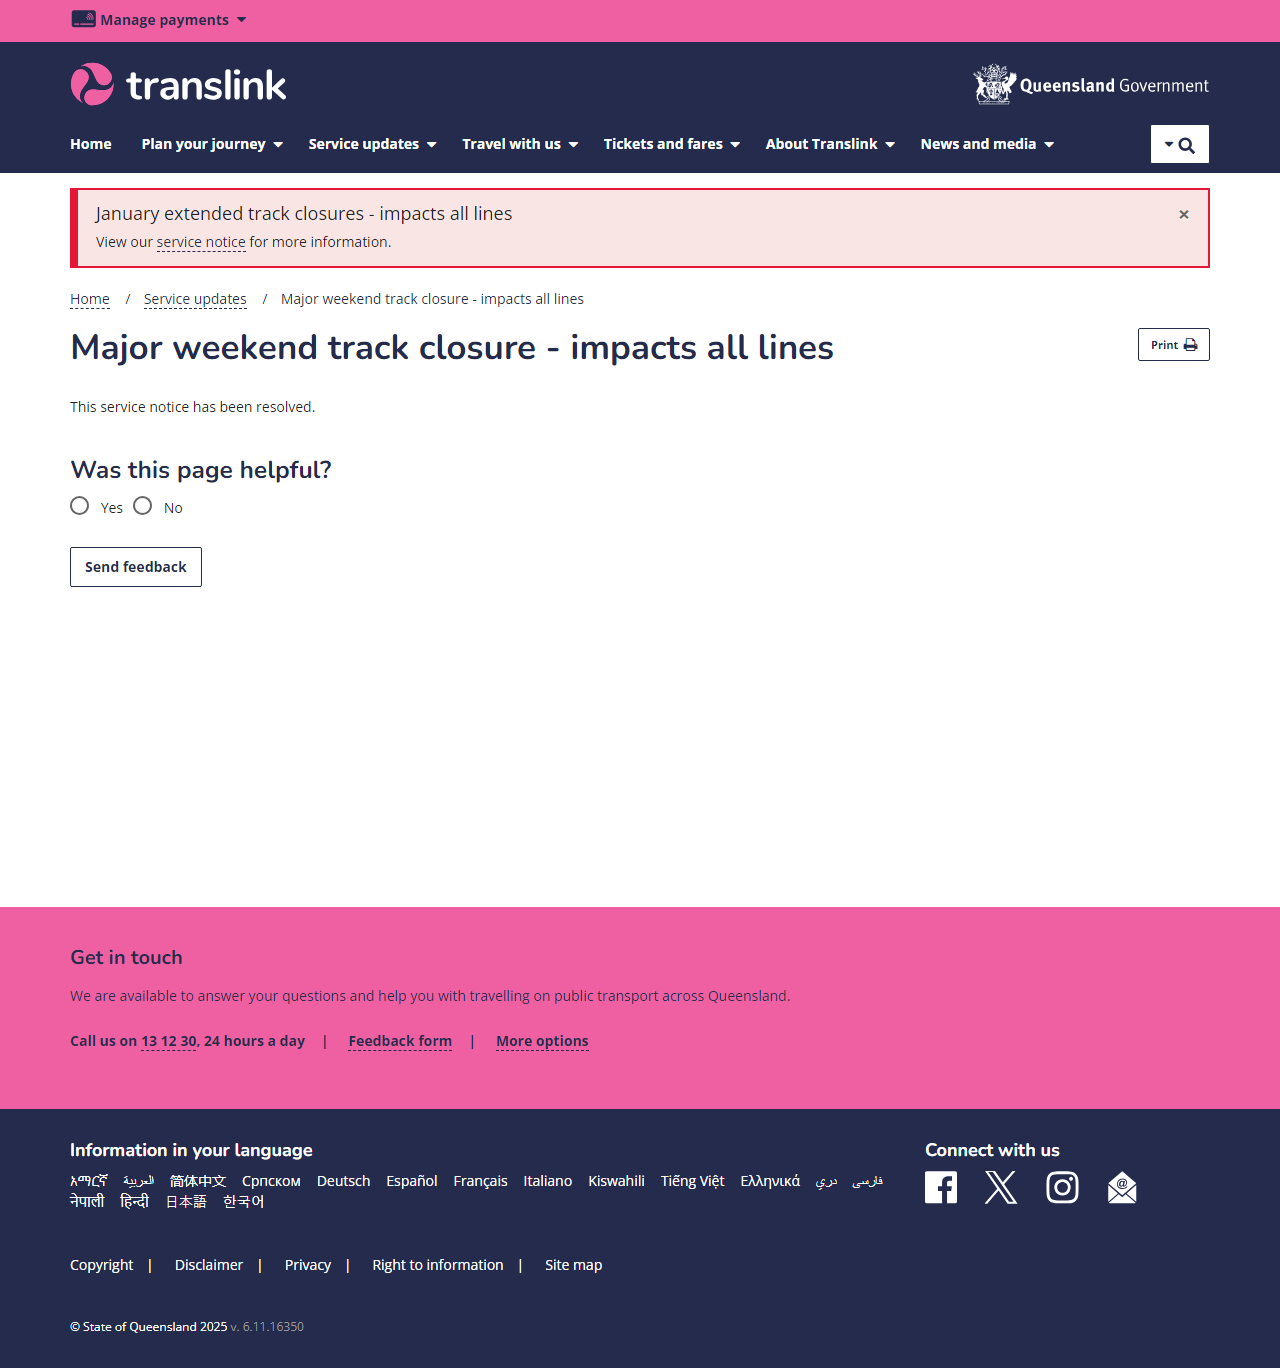 Manage payments
translink
Queensland Government
Home Plan your journey Service updates Travel with us Tickets and fares About Translink News and media
January extended track closures - impacts all lines ×
View our service notice for more information.
Home / Service updates / Major weekend track closure - impacts all lines
Major weekend track closure - impacts all lines
Print
This service notice has been resolved.
Was this page helpful?
Yes No
Send feedback
Get in touch
We are available to answer your questions and help you with travelling on public transport across Queensland.
Call us on 13 12 30, 24 hours a day | Feedback form | More options
Information in your language
አማርኛ العربية 简体中文 Српском Deutsch Español Français Italiano Kiswahili Tiếng Việt Ελληνικά دري فارسی
नेपाली हिन्दी 日本語 한국어
Connect with us
Copyright | Disclaimer | Privacy | Right to information | Site map
© State of Queensland 2025 v. 6.11.16350